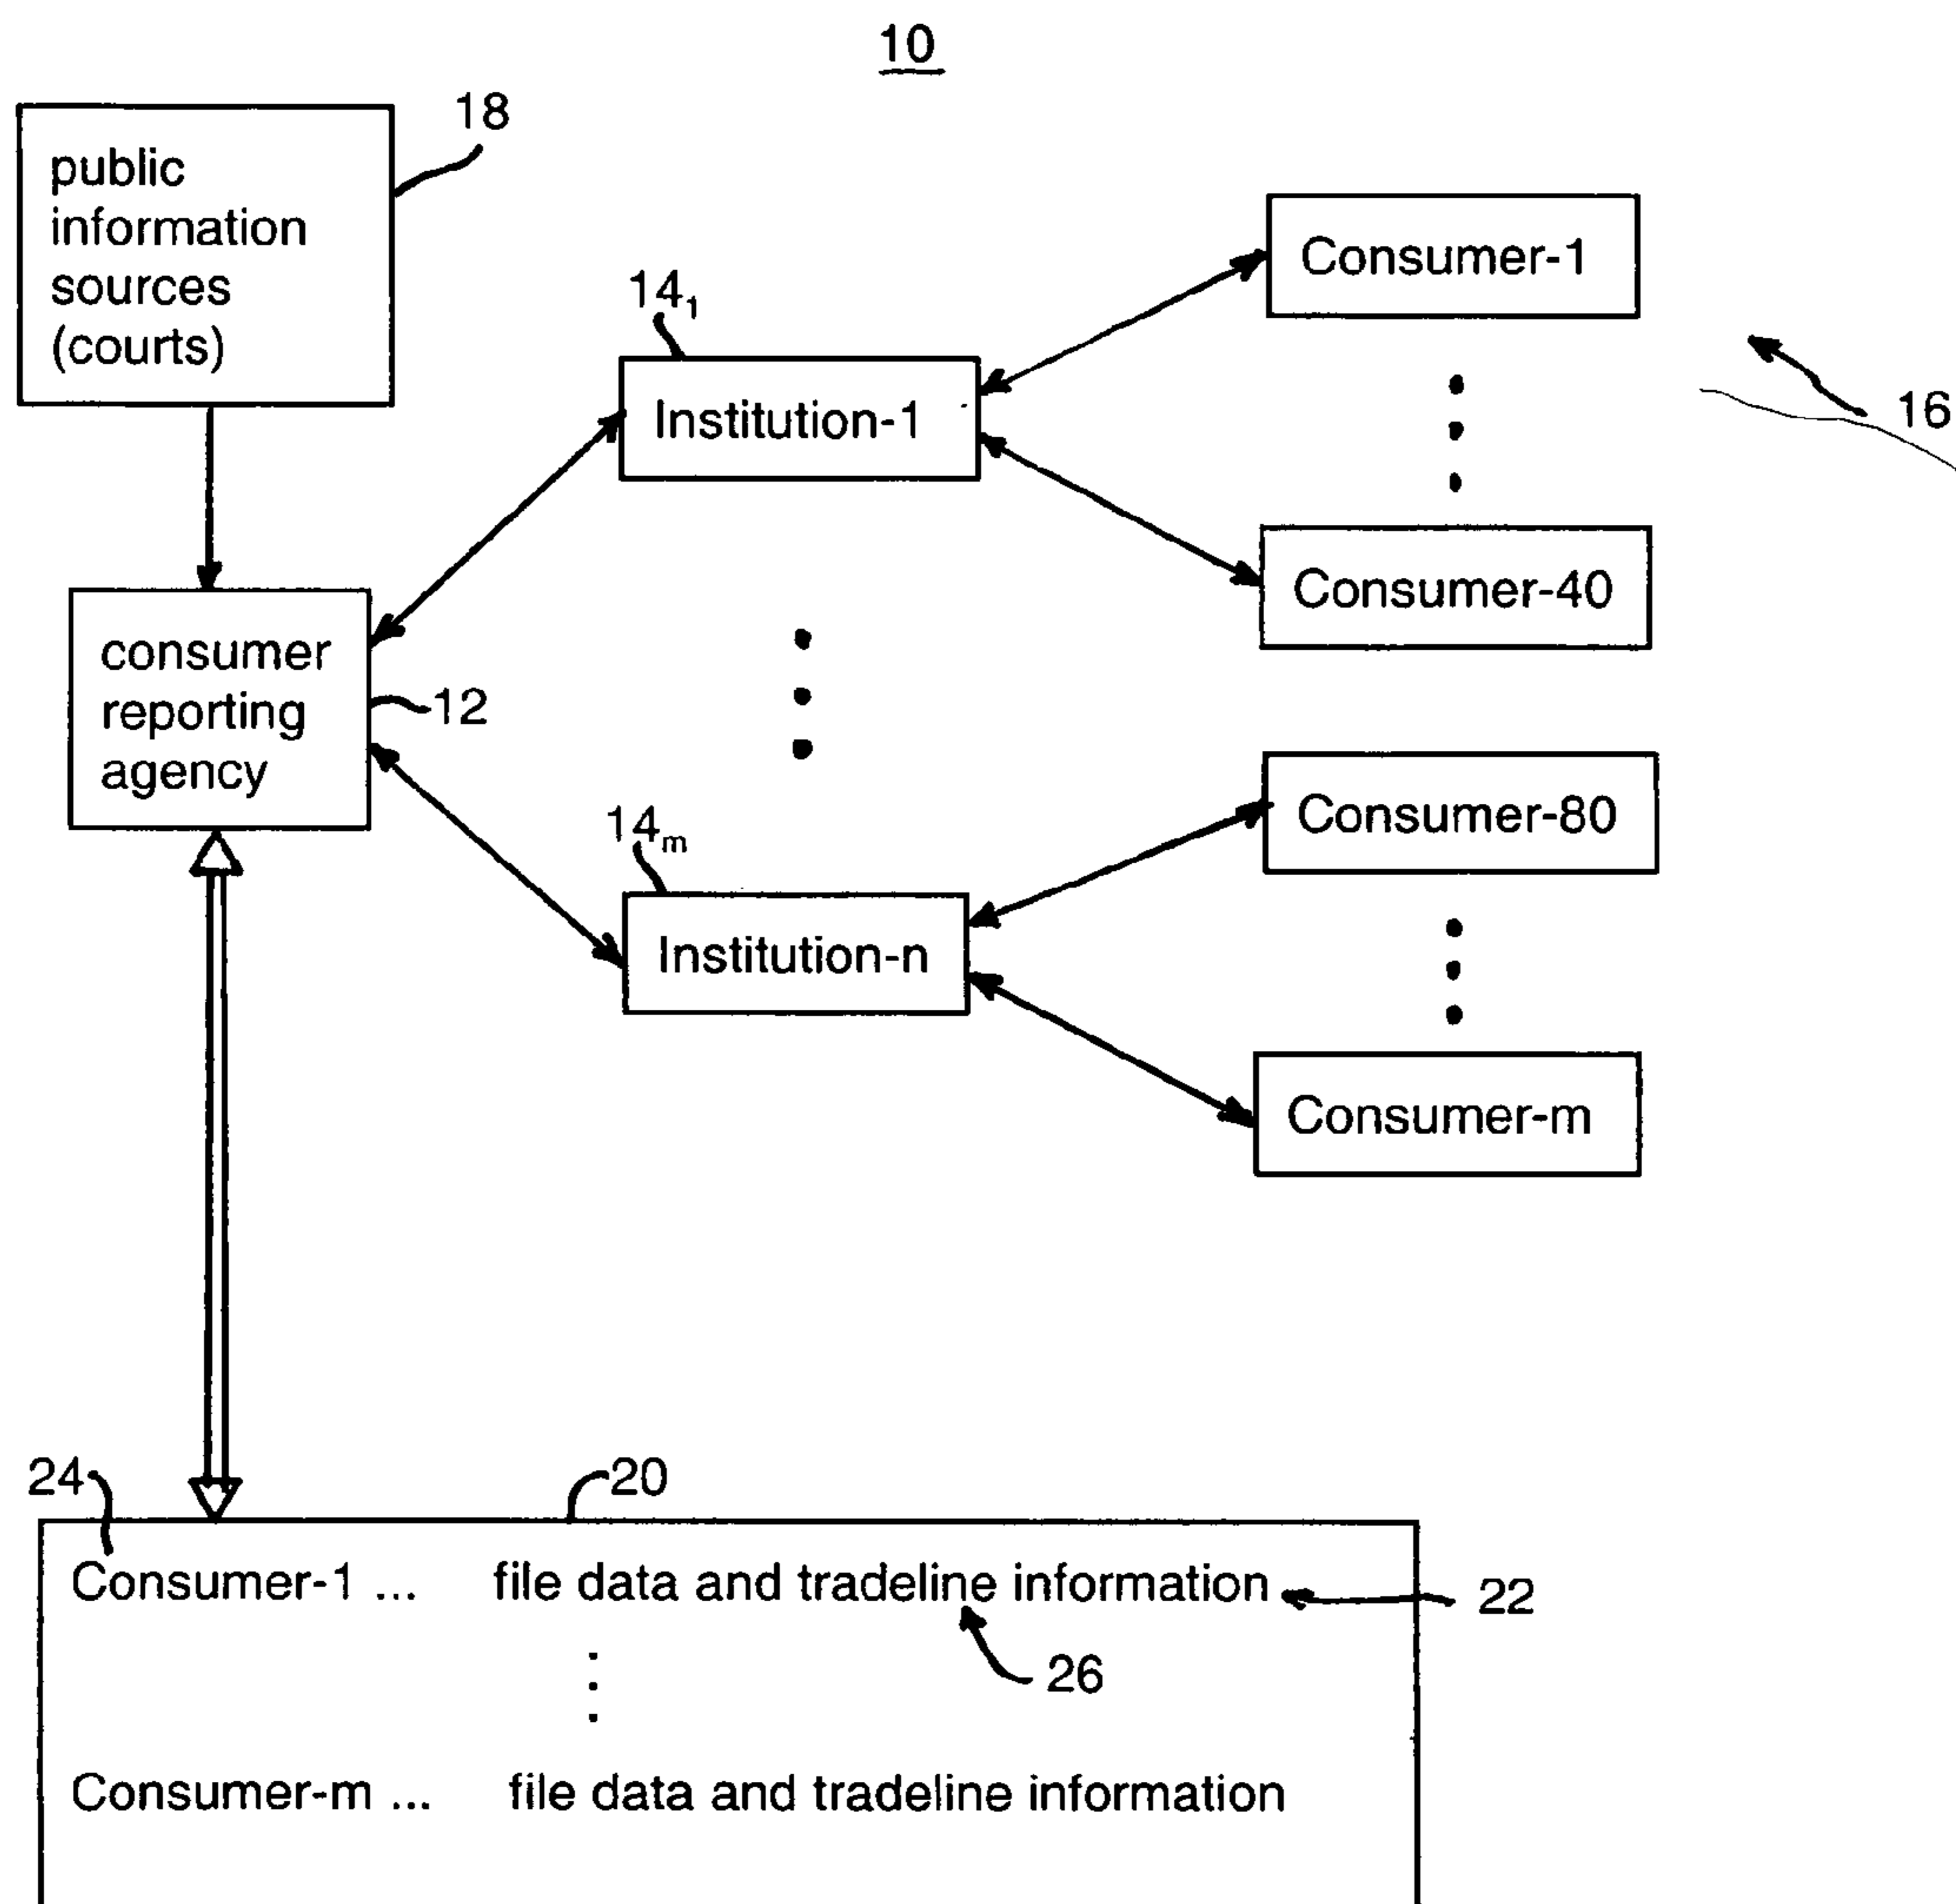 10
18
public
information
sources
(courts)
Consumer-1
14₁
Institution-1
16
Consumer-40
consumer
reporting
agency
12
Consumer-80
14ₘ
Institution-n
Consumer-m
24
20
Consumer-1 ... file data and tradeline information
22
26
Consumer-m ... file data and tradeline information